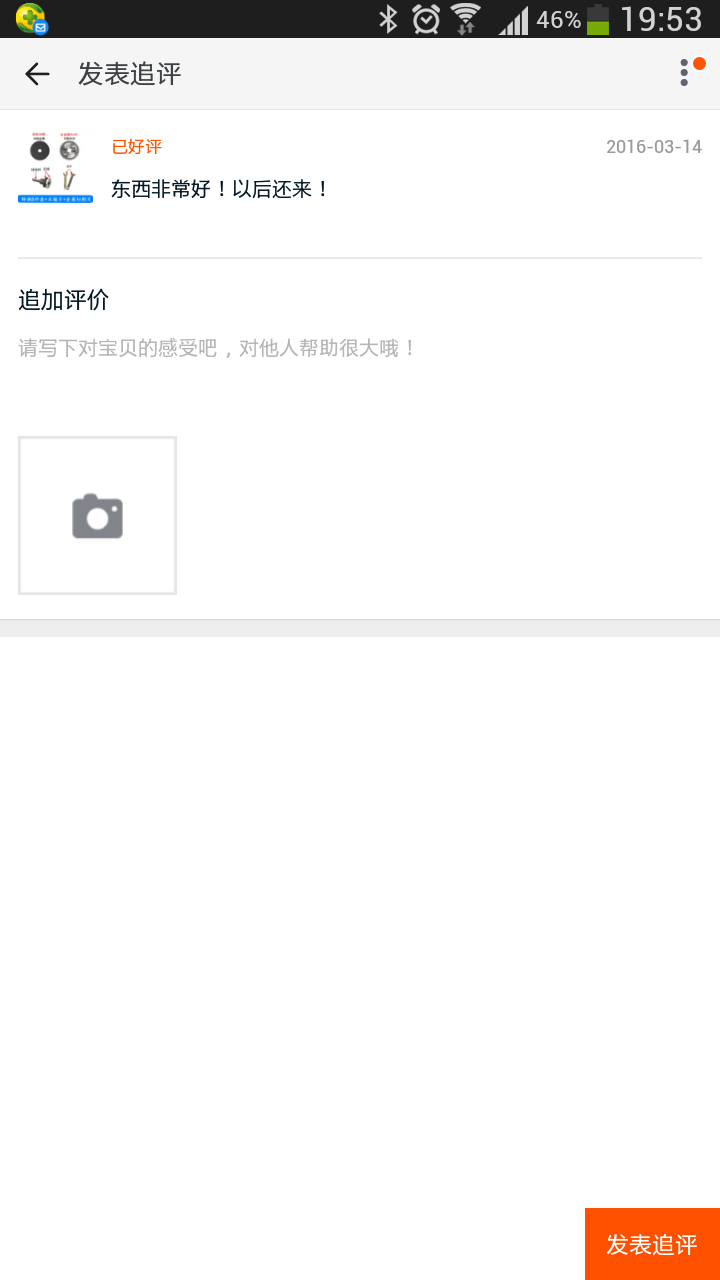 46% 19:53
发表追评
已好评 2016-03-14
东西非常好！以后还来！
追加评价
请写下对宝贝的感受吧，对他人帮助很大哦！
发表追评